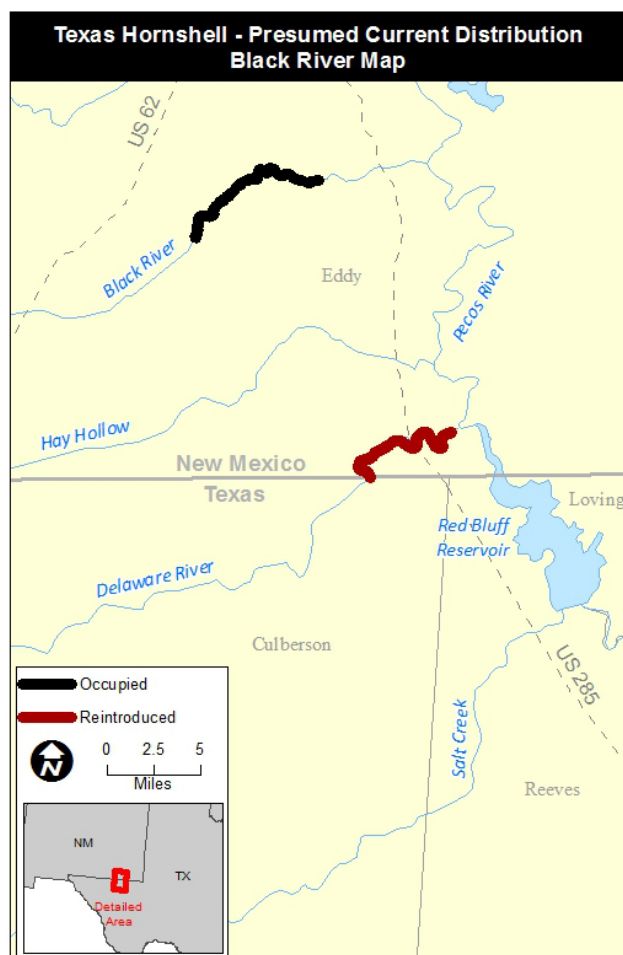 Texas Hornshell - Presumed Current Distribution
Black River Map
US 62
Black River
Eddy
Pecos River
Hay Hollow
New Mexico
Texas
Loving
Red Bluff
Reservoir
Delaware River
Culberson
US 285
Salt Creek
Reeves
Occupied
Reintroduced
N
0 2.5 5
Miles
NM
TX
Detailed
Area